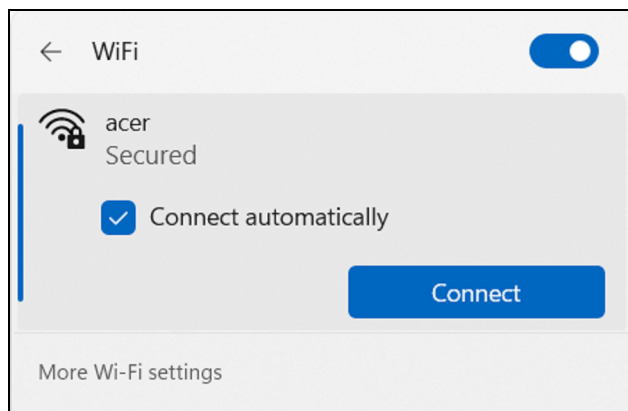 WiFi
acer
Secured
Connect automatically
Connect
More Wi-Fi settings